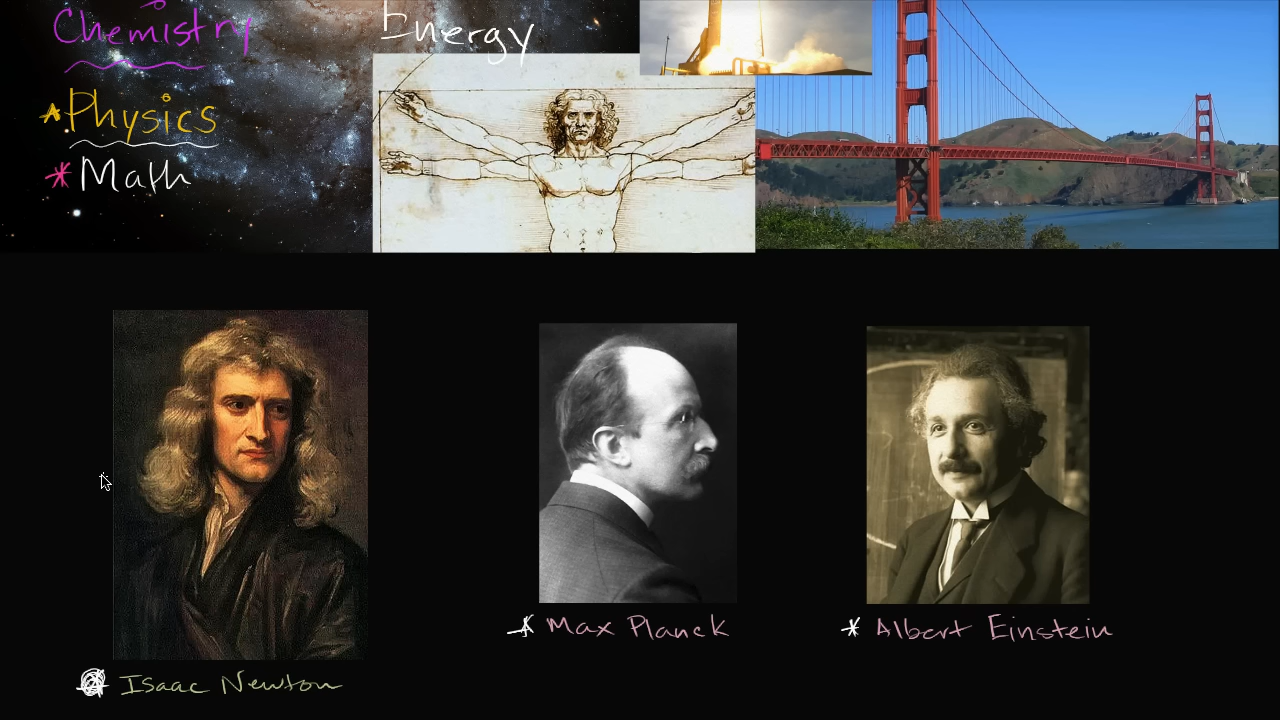 Chemistry
Energy
Physics
* Math
Max Planck
* Albert Einstein
Isaac Newton